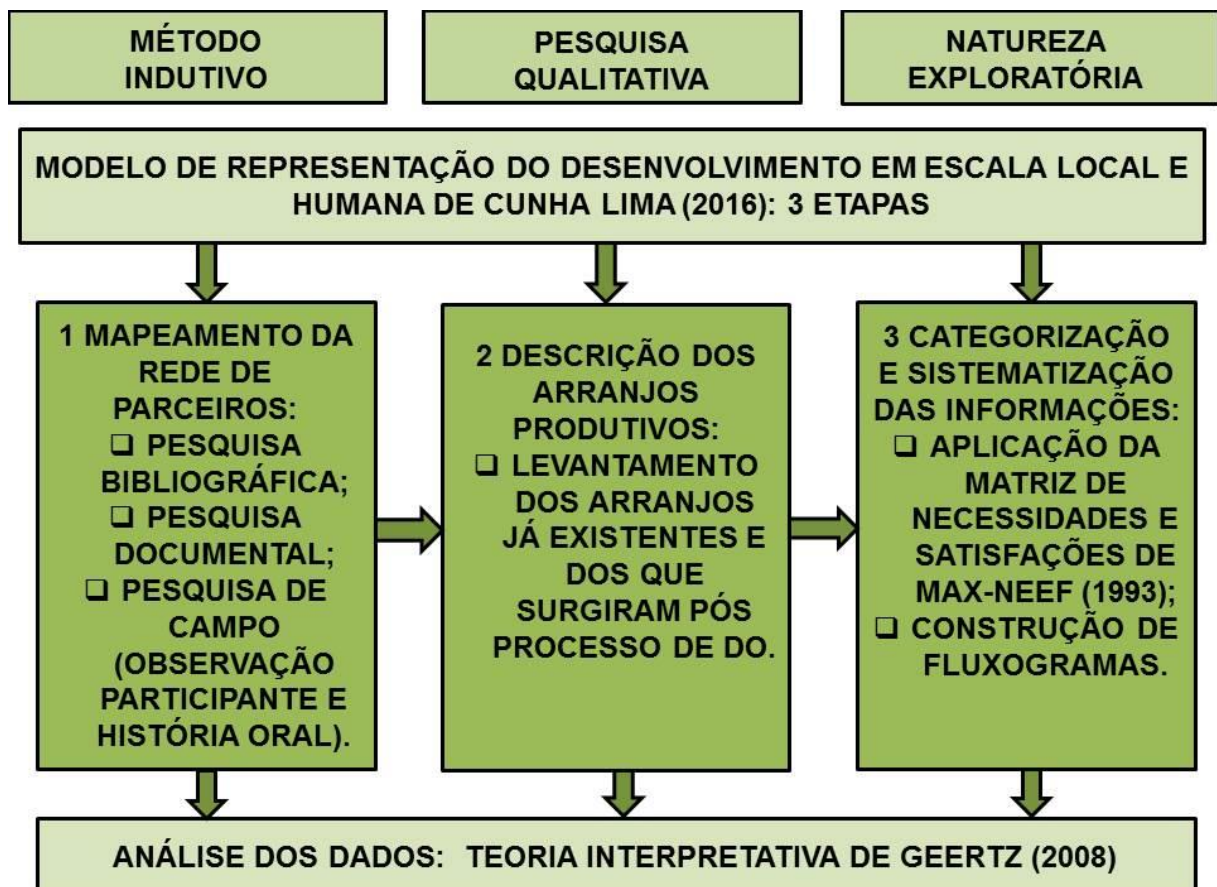 MÉTODO
INDUTIVO
PESQUISA
QUALITATIVA
NATUREZA
EXPLORATÓRIA
MODELO DE REPRESENTAÇÃO DO DESENVOLVIMENTO EM ESCALA LOCAL E
HUMANA DE CUNHA LIMA (2016): 3 ETAPAS
1 MAPEAMENTO DA
REDE DE
PARCEIROS:
❑ PESQUISA
BIBLIOGRÁFICA;
❑ PESQUISA
DOCUMENTAL;
❑ PESQUISA DE
CAMPO
(OBSERVAÇÃO
PARTICIPANTE E
HISTÓRIA ORAL).
2 DESCRIÇÃO DOS
ARRANJOS
PRODUTIVOS:
❑ LEVANTAMENTO
DOS ARRANJOS
JÁ EXISTENTES E
DOS QUE
SURGIRAM PÓS
PROCESSO DE DO.
3 CATEGORIZAÇÃO
E SISTEMATIZAÇÃO
DAS INFORMAÇÕES:
❑ APLICAÇÃO DA
MATRIZ DE
NECESSIDADES E
SATISFAÇÕES DE
MAX-NEEF (1993);
❑ CONSTRUÇÃO DE
FLUXOGRAMAS.
ANÁLISE DOS DADOS: TEORIA INTERPRETATIVA DE GEERTZ (2008)